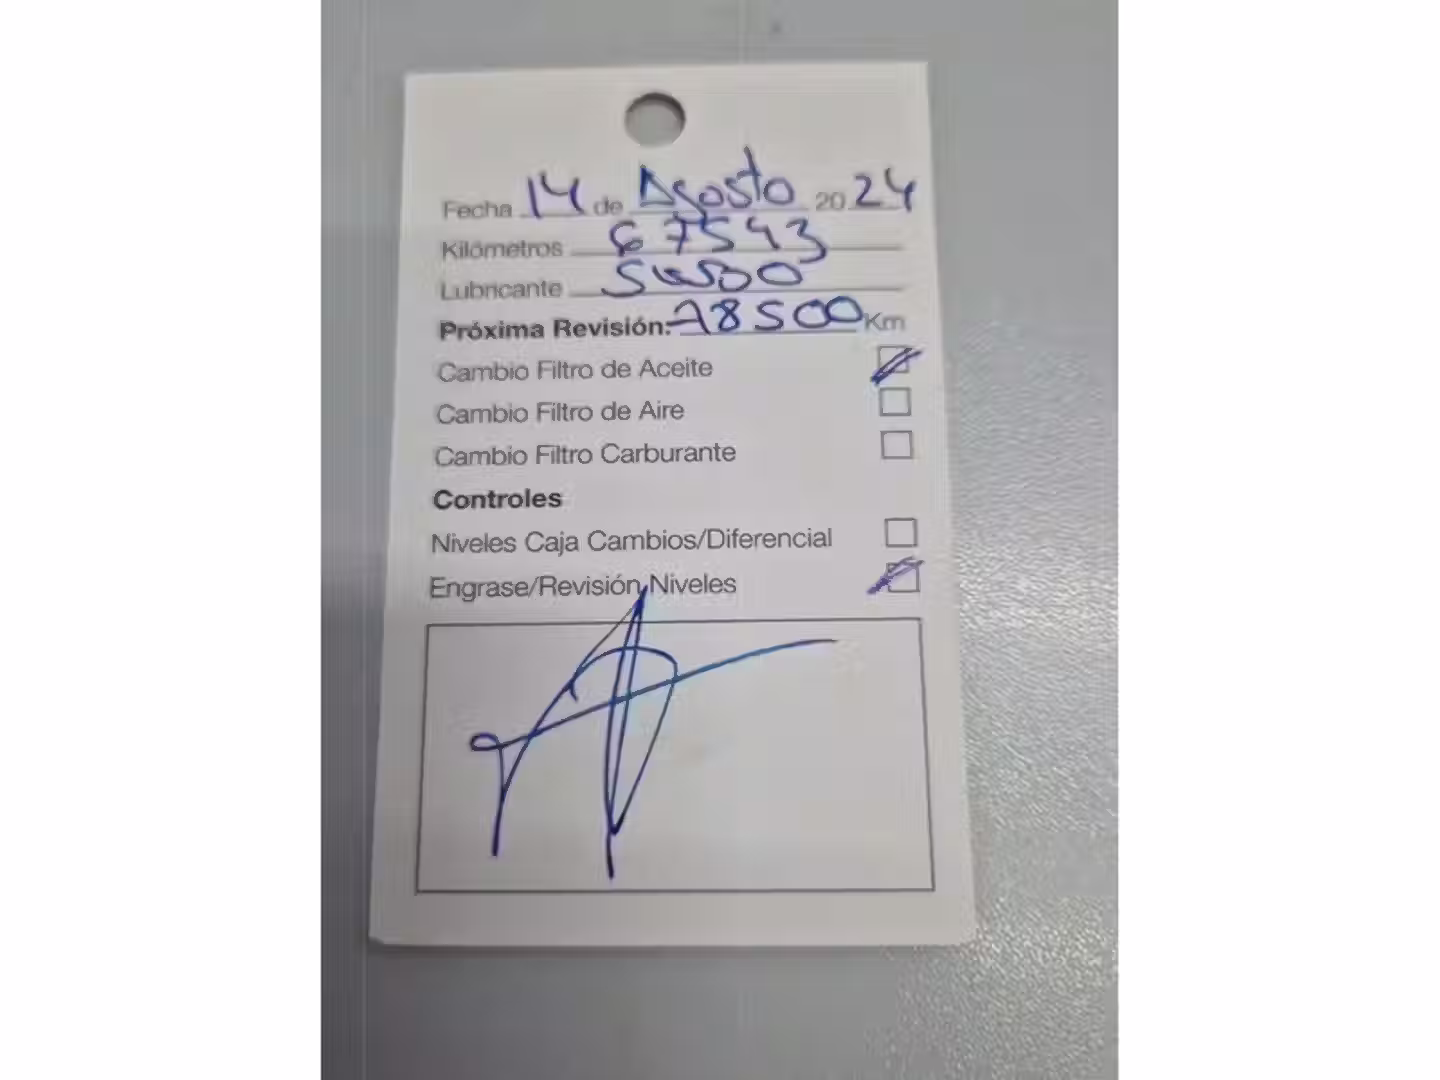 Fecha 14 de Agosto 2024
Kilómetros 67543
Lubricante 5W30
Próxima Revisión: 78500 Km
Cambio Filtro de Aceite
Cambio Filtro de Aire
Cambio Filtro Carburante
Controles
Niveles Caja Cambios/Diferencial
Engrase/Revisión Niveles